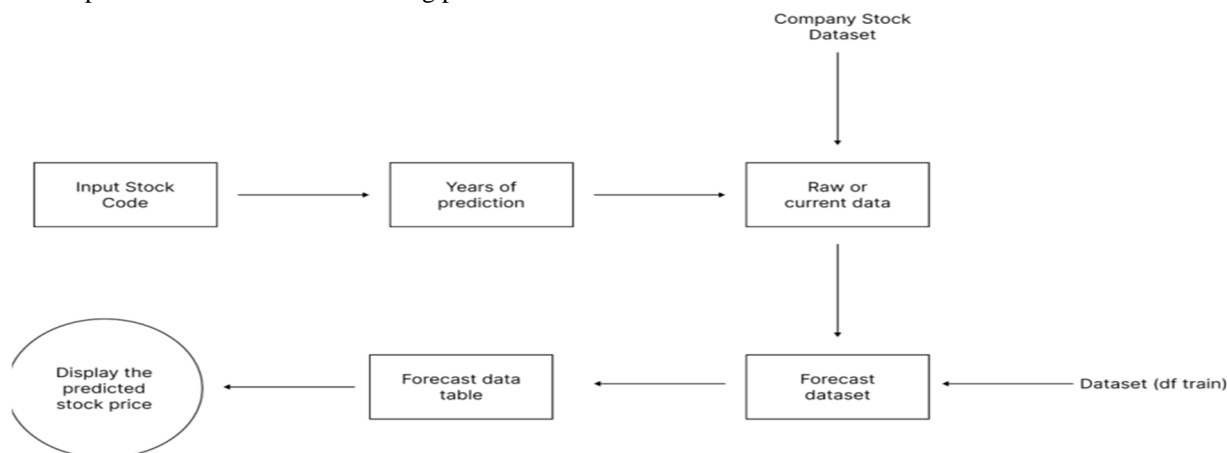 Company Stock
Dataset
Input Stock
Code
Years of
prediction
Raw or
current data
Display the
predicted
stock price
Forecast data
table
Forecast
dataset
Dataset (df train)